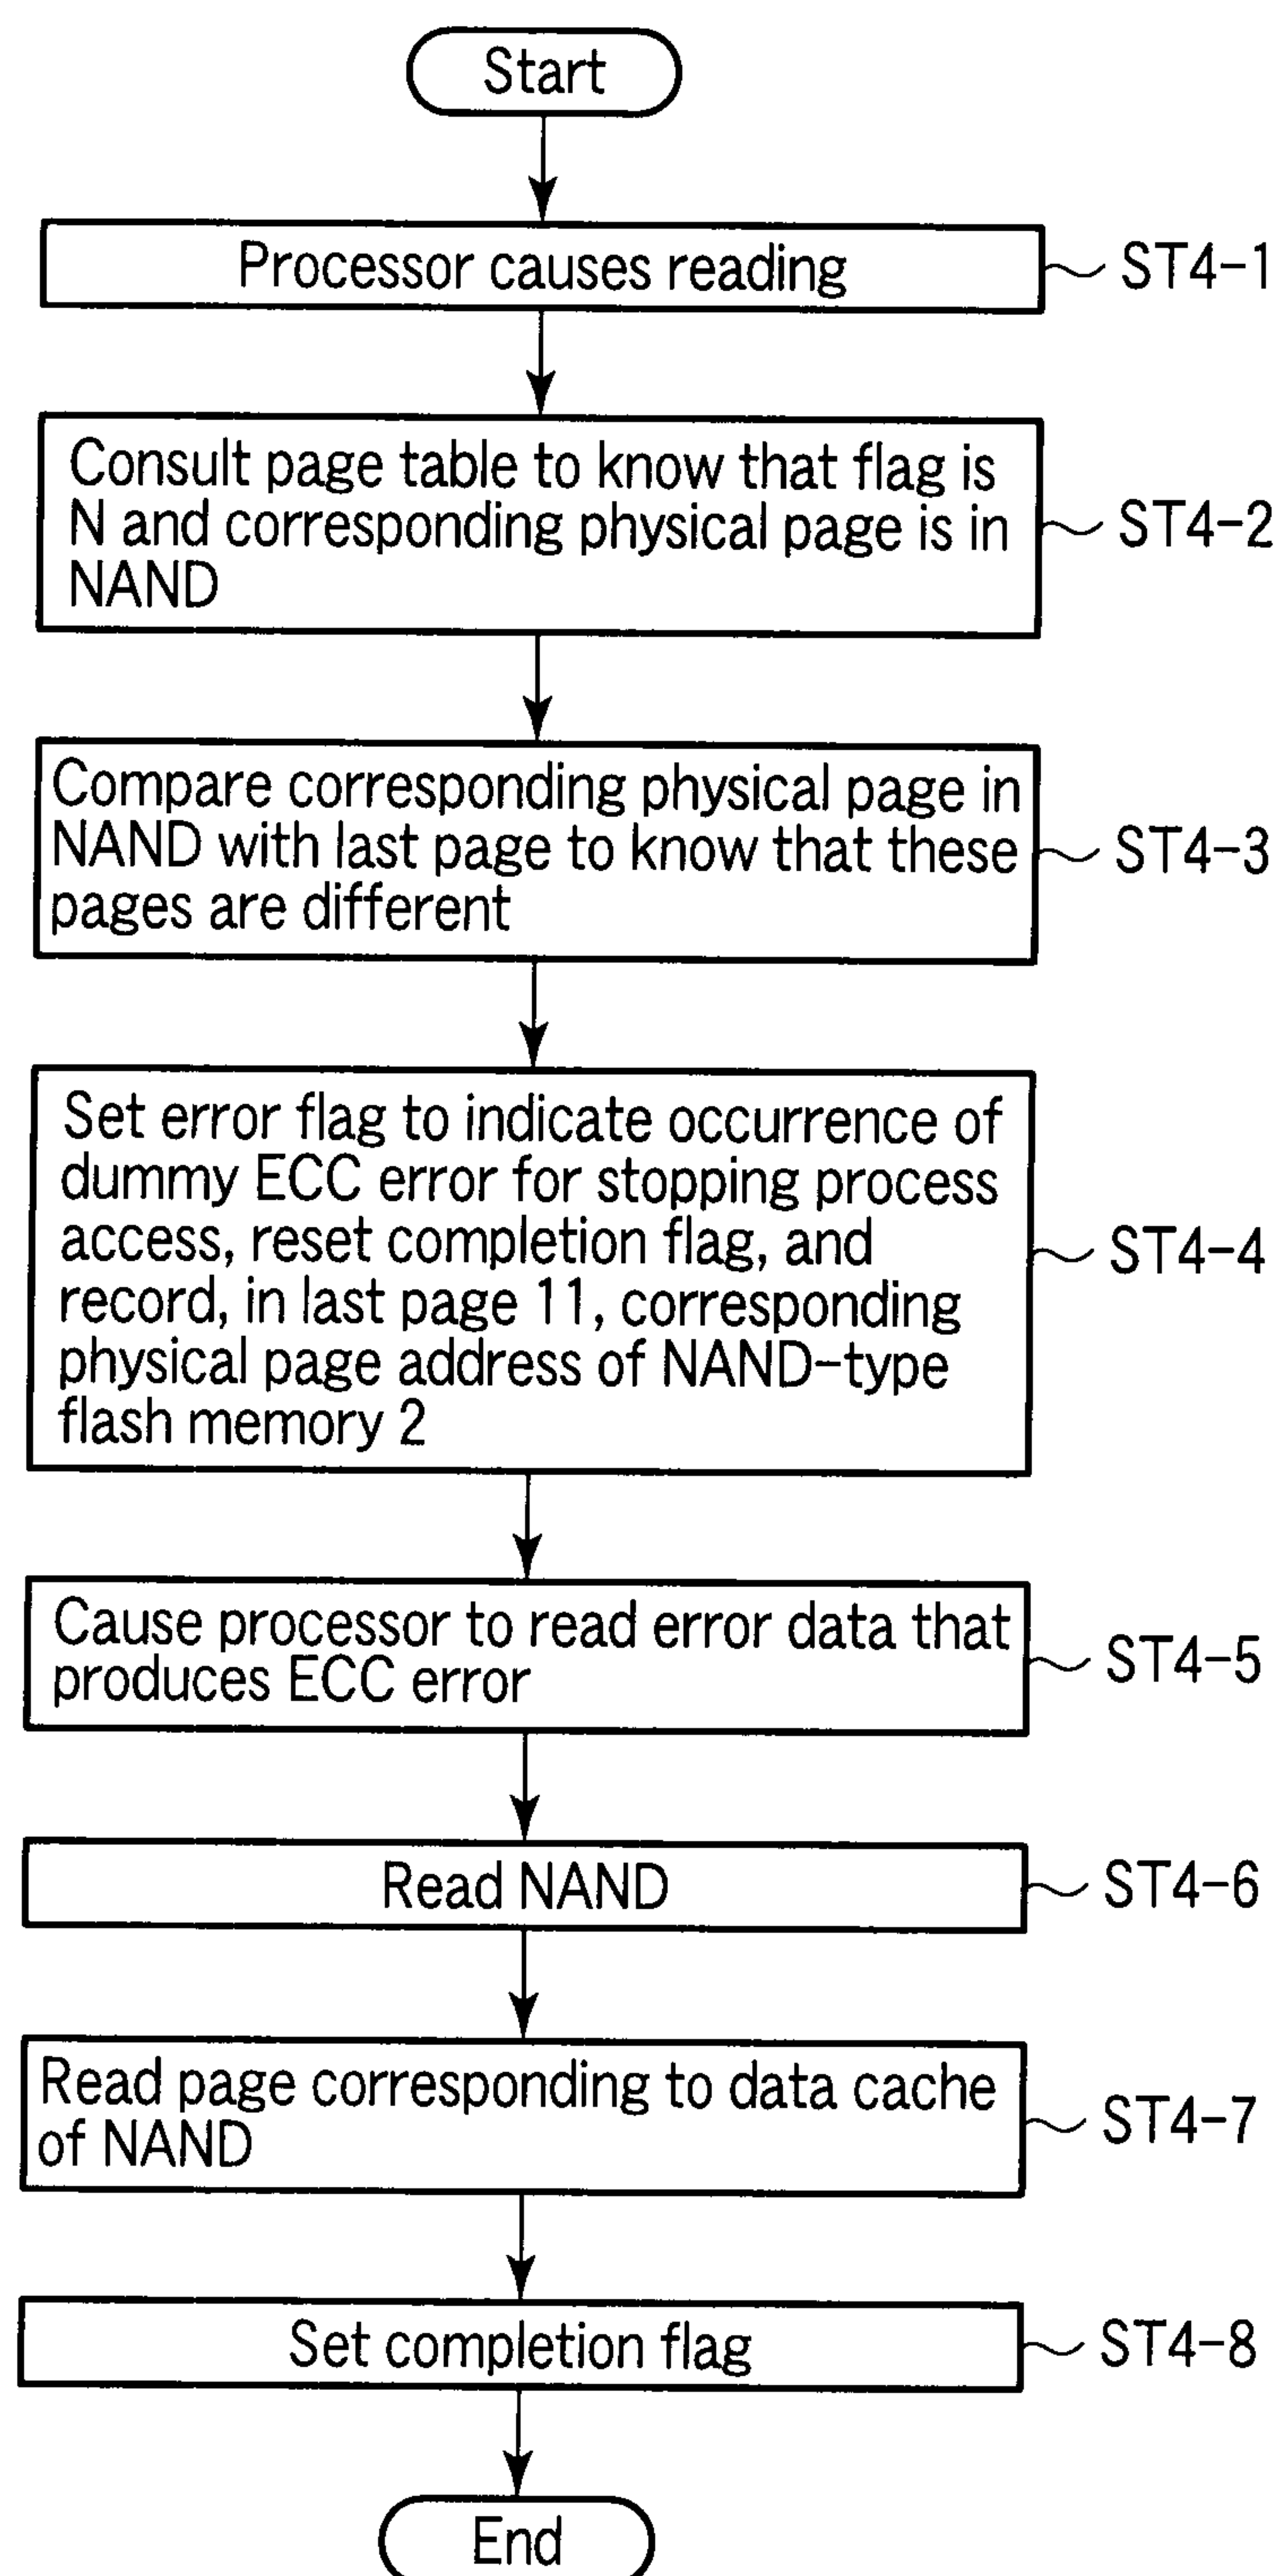 Start
Processor causes reading
ST4-1
Consult page table to know that flag is
N and corresponding physical page is in
NAND
ST4-2
Compare corresponding physical page in
NAND with last page to know that these
pages are different
ST4-3
Set error flag to indicate occurrence of
dummy ECC error for stopping process
access, reset completion flag, and
record, in last page 11, corresponding
physical page address of NAND-type
flash memory 2
ST4-4
Cause processor to read error data that
produces ECC error
ST4-5
Read NAND
ST4-6
Read page corresponding to data cache
of NAND
ST4-7
Set completion flag
ST4-8
End